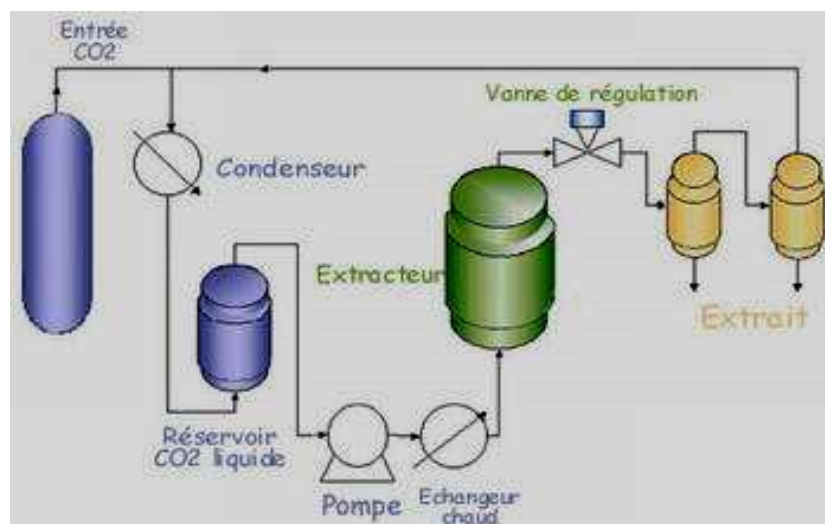 Entrée
CO2
Vanne de régulation
Condenseur
Extracteur
Extrait
Réservoir
CO2 liquide
Pompe
Echangeur
chaud